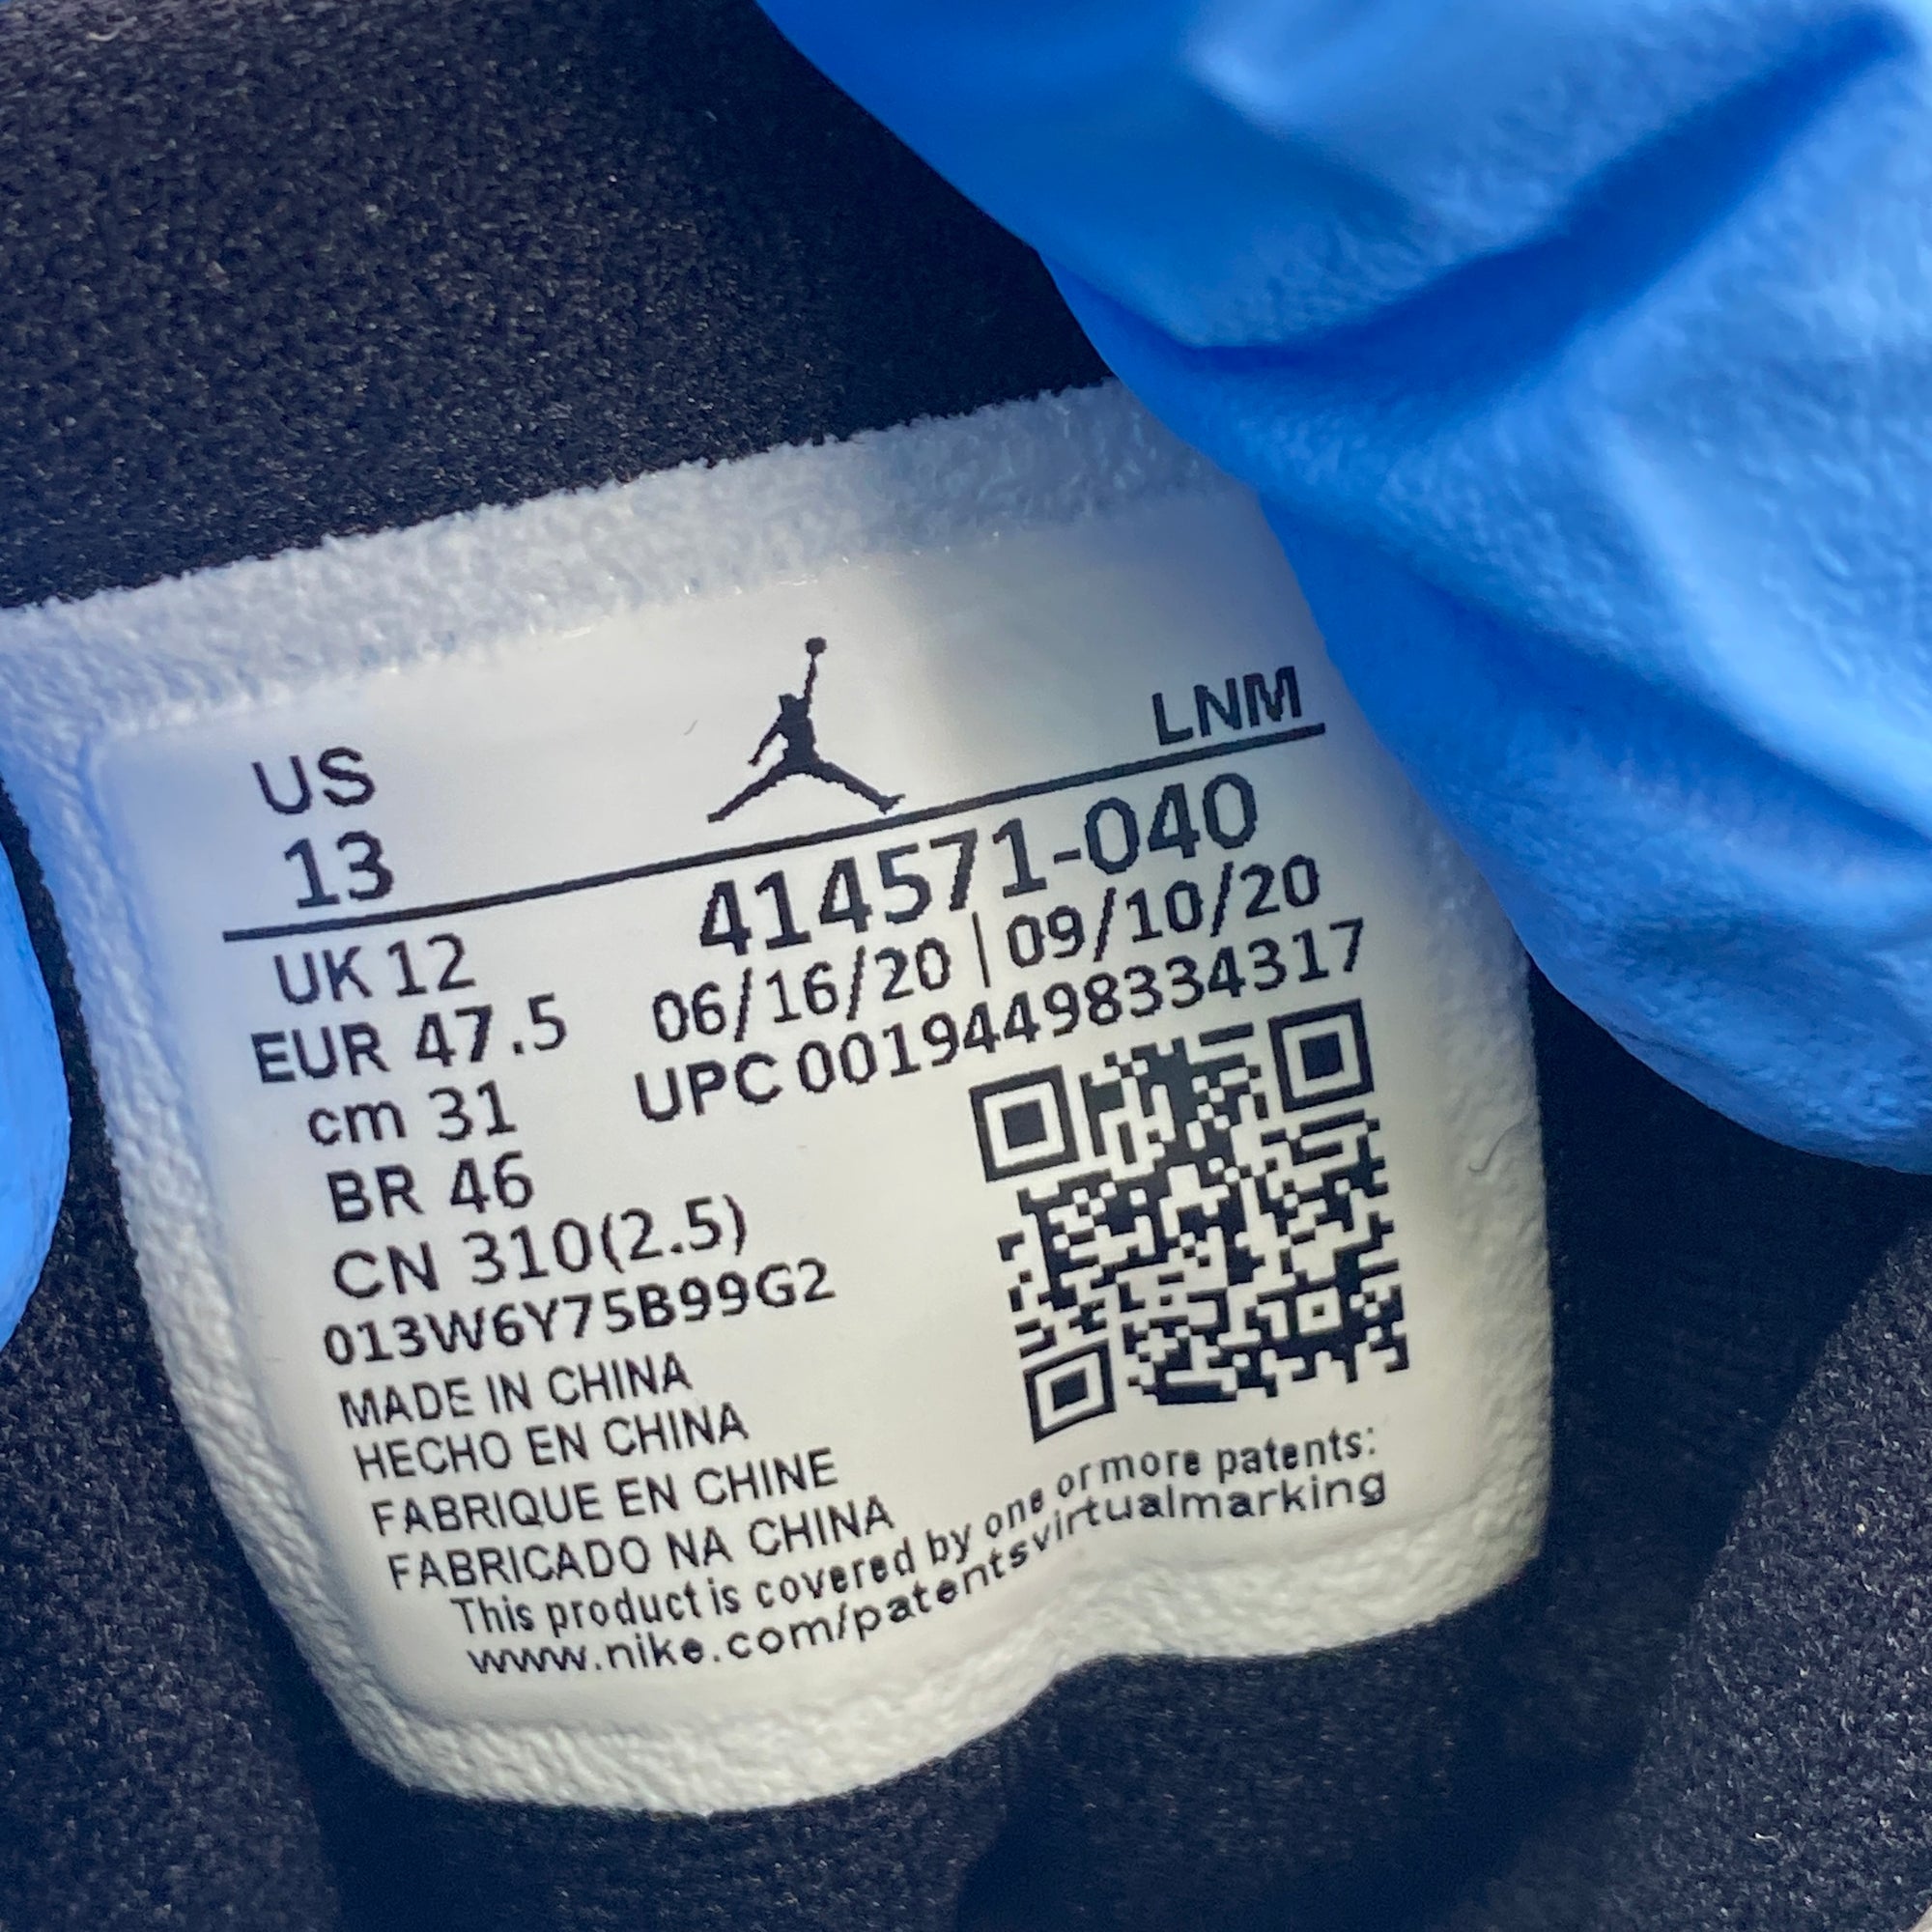 US
13
LNM
UK 12
EUR 47.5
cm 31
BR 46
CN 310(2.5)
013W6Y75B99G2
414571-040
06/16/20 | 09/10/20
UPC 00194498334317
MADE IN CHINA
HECHO EN CHINA
FABRIQUE EN CHINE
FABRICADO NA CHINA
This product is covered by one or more patents:
www.nike.com/patentsvirtualmarking